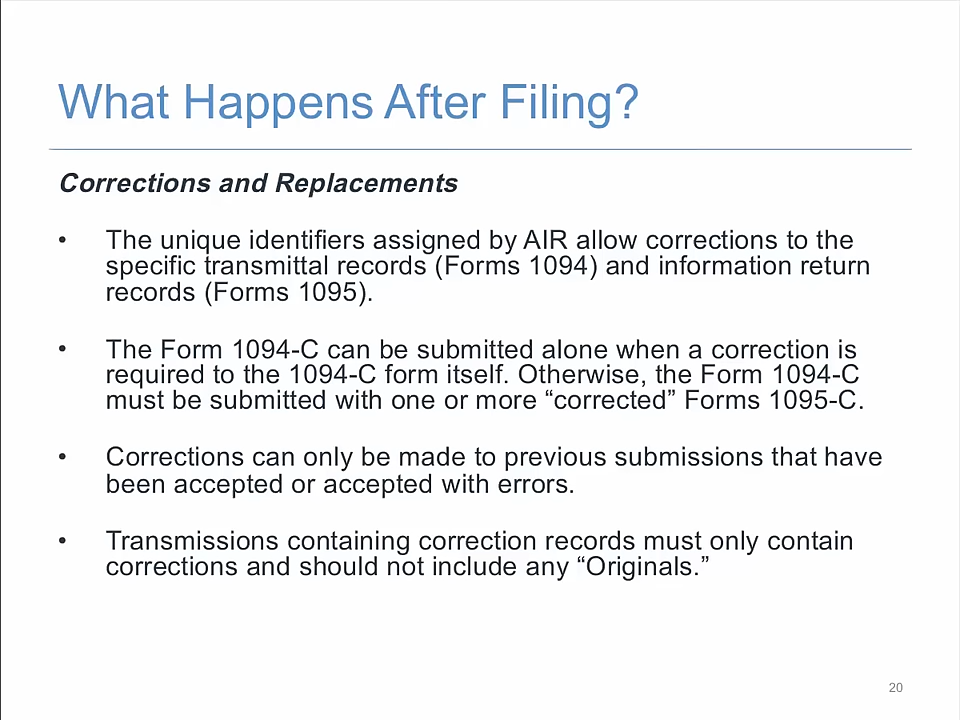 What Happens After Filing?
Corrections and Replacements
• The unique identifiers assigned by AIR allow corrections to the
specific transmittal records (Forms 1094) and information return
records (Forms 1095).
• The Form 1094-C can be submitted alone when a correction is
required to the 1094-C form itself. Otherwise, the Form 1094-C
must be submitted with one or more “corrected” Forms 1095-C.
• Corrections can only be made to previous submissions that have
been accepted or accepted with errors.
• Transmissions containing correction records must only contain
corrections and should not include any “Originals.”
20